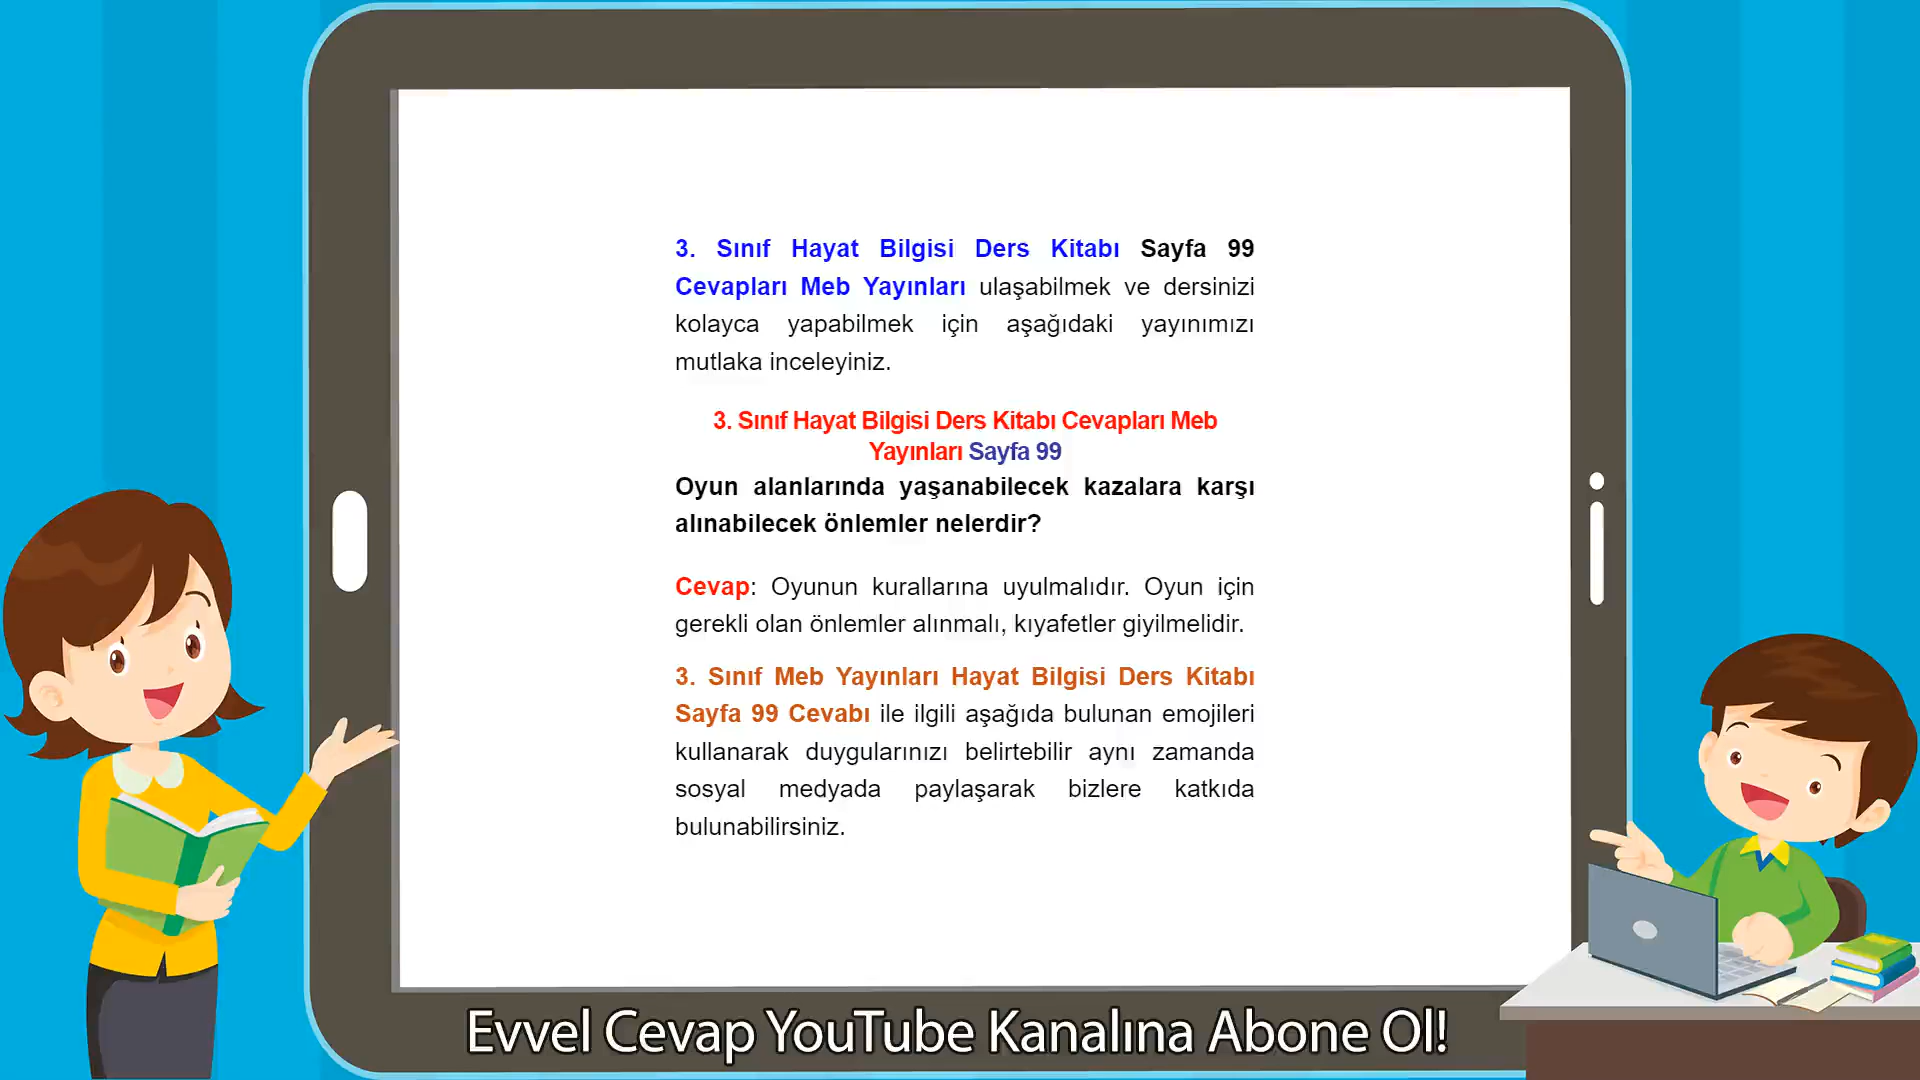 3. Sınıf Hayat Bilgisi Ders Kitabı Sayfa 99
Cevapları Meb Yayınları ulaşabilmek ve dersinizi
kolayca yapabilmek için aşağıdaki yayınımızı
mutlaka inceleyiniz.
3. Sınıf Hayat Bilgisi Ders Kitabı Cevapları Meb
Yayınları Sayfa 99
Oyun alanlarında yaşanabilecek kazalara karşı
alınabilecek önlemler nelerdir?
Cevap: Oyunun kurallarına uyulmalıdır. Oyun için
gerekli olan önlemler alınmalı, kıyafetler giyilmelidir.
3. Sınıf Meb Yayınları Hayat Bilgisi Ders Kitabı
Sayfa 99 Cevabı ile ilgili aşağıda bulunan emojileri
kullanarak duygularınızı belirtebilir aynı zamanda
sosyal medyada paylaşarak bizlere katkıda
bulunabilirsiniz.
Evvel Cevap YouTube Kanalına Abone Ol!